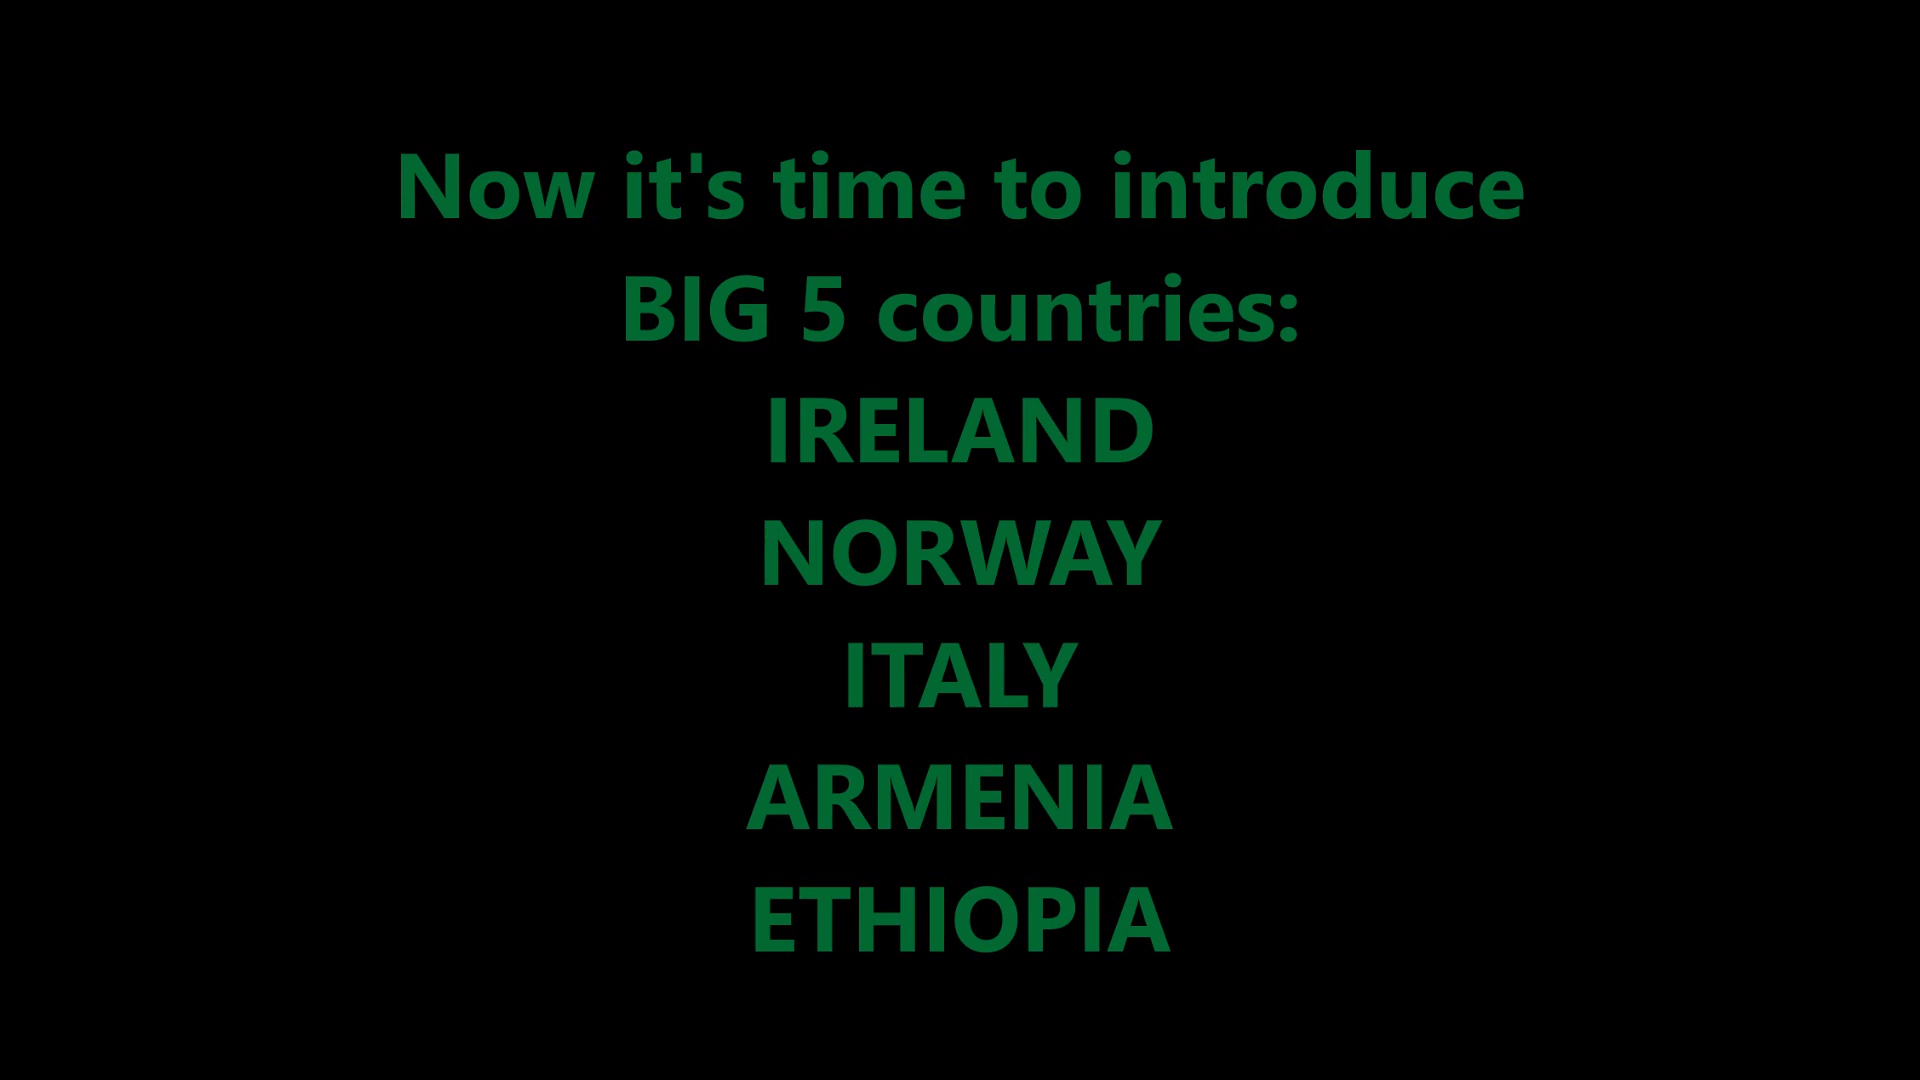 Now it's time to introduce
BIG 5 countries:
IRELAND
NORWAY
ITALY
ARMENIA
ETHIOPIA